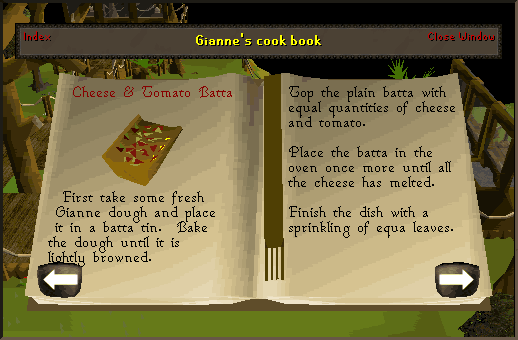 Index
Gianne's cook book
Close Window
Cheese & Tomato Batta
First take some fresh
Gianne dough and place
it in a batta tin. Bake
the dough until it is
lightly browned.
Top the plain batta with
equal quantities of cheese
and tomato.
Place the batta in the
oven once more until all
the cheese has melted.
Finish the dish with a
sprinkling of equa leaves.